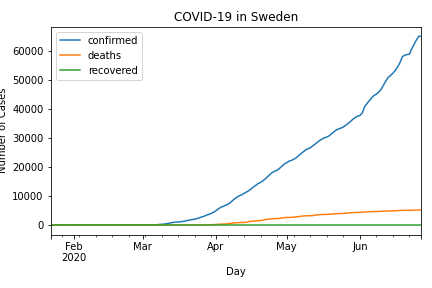 COVID-19 in Sweden
confirmed
deaths
recovered
Number of Cases
60000
50000
40000
30000
20000
10000
0
Feb
2020
Mar
Apr
May
Jun
Day